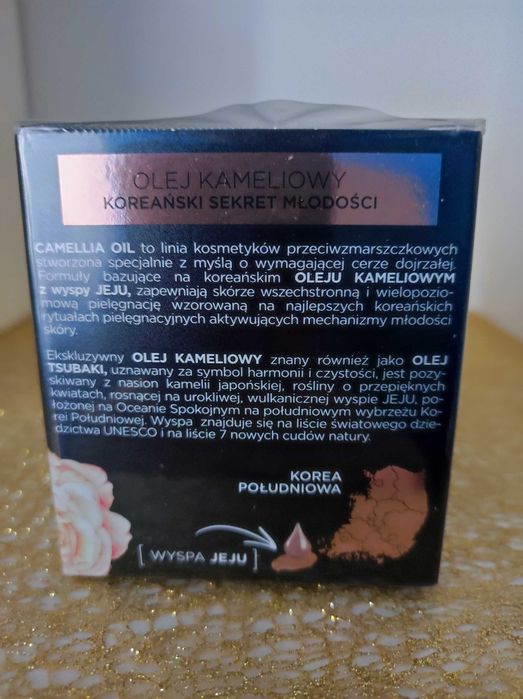 OLEJ KAMELIOWY
KOREAŃSKI SEKRET MŁODOŚCI
CAMELLIA OIL to linia kosmetyków przeciwzmarszczkowych
stworzona specjalnie z myślą o wymagającej cerze dojrzałej.
Formuły bazujące na koreańskim OLEJU KAMELIOWYM
z wyspy JEJU, zapewniają skórze wszechstronną i wielopozio-
mową pielęgnację wzorowaną na najlepszych koreańskich
rytuałach pielęgnacyjnych aktywujących mechanizmy młodości
skóry.
Ekskluzywny OLEJ KAMELIOWY znany również jako OLEJ
TSUBAKI, uznawany za symbol harmonii i czystości, jest pozy-
skiwany z nasion kamelii japońskiej, rośliny o przepięknych
kwiatach, rosnącej na urokliwej, wulkanicznej wyspie JEJU, po-
łożonej na Oceanie Spokojnym na południowym wybrzeżu Ko-
rei Południowej. Wyspa znajduje się na liście światowego dzie-
dzictwa UNESCO i na liście 7 nowych cudów natury.
KOREA
POŁUDNIOWA
[ WYSPA JEJU ]